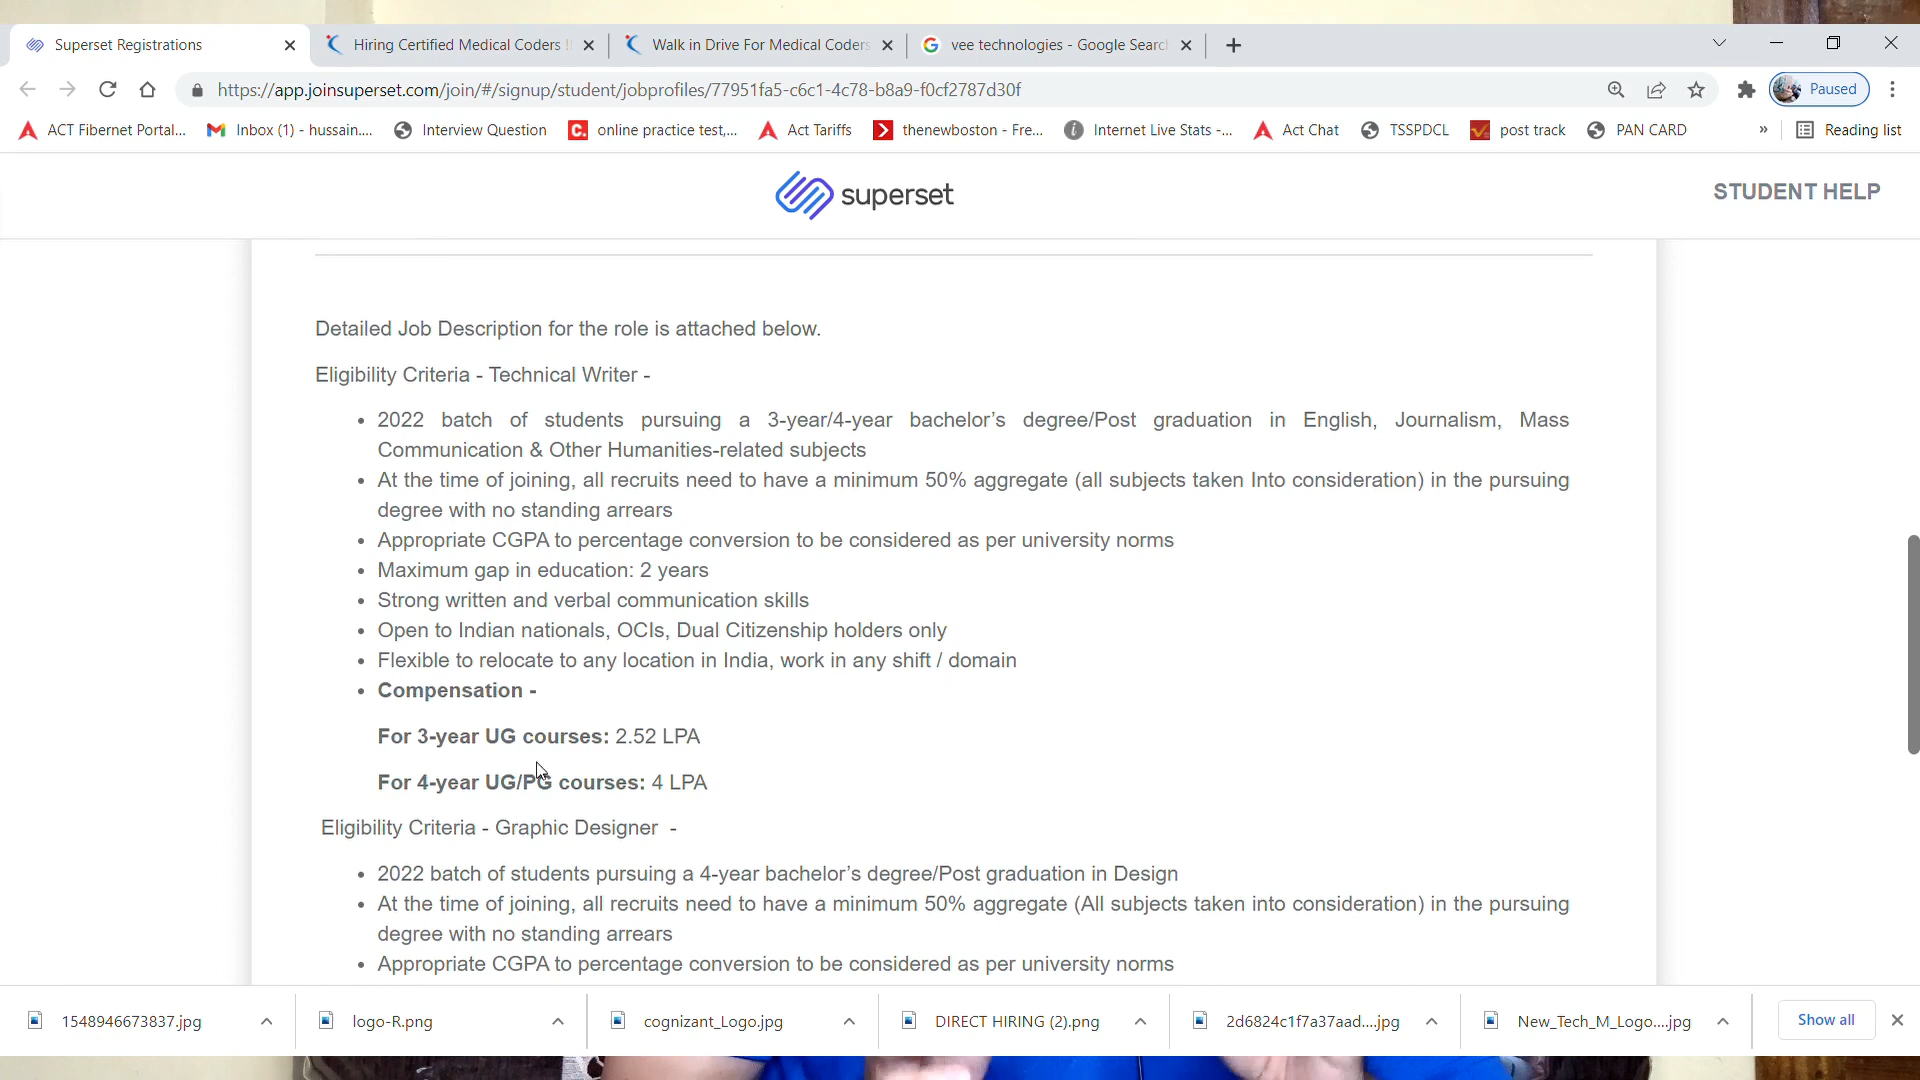 Superset Registrations
Hiring Certified Medical Coders !
Walk in Drive For Medical Coders
vee technologies - Google Searc
Paused
https://app.joinsuperset.com/join/#/signup/student/jobprofiles/77951fa5-c6c1-4c78-b8a9-f0cf2787d30f
ACT Fibernet Portal...
Inbox (1) - hussain....
Interview Question
online practice test,...
Act Tariffs
thenewboston - Fre...
Internet Live Stats -...
Act Chat
TSSPDCL
post track
PAN CARD
»
Reading list
superset
STUDENT HELP
Detailed Job Description for the role is attached below.
Eligibility Criteria - Technical Writer -
• 2022 batch of students pursuing a 3-year/4-year bachelor’s degree/Post graduation in English, Journalism, Mass
Communication & Other Humanities-related subjects
• At the time of joining, all recruits need to have a minimum 50% aggregate (all subjects taken Into consideration) in the pursuing
degree with no standing arrears
• Appropriate CGPA to percentage conversion to be considered as per university norms
• Maximum gap in education: 2 years
• Strong written and verbal communication skills
• Open to Indian nationals, OCIs, Dual Citizenship holders only
• Flexible to relocate to any location in India, work in any shift / domain
• Compensation -
For 3-year UG courses: 2.52 LPA
For 4-year UG/PG courses: 4 LPA
Eligibility Criteria - Graphic Designer -
• 2022 batch of students pursuing a 4-year bachelor’s degree/Post graduation in Design
• At the time of joining, all recruits need to have a minimum 50% aggregate (All subjects taken into consideration) in the pursuing
degree with no standing arrears
• Appropriate CGPA to percentage conversion to be considered as per university norms
1548946673837.jpg
logo-R.png
cognizant_Logo.jpg
DIRECT HIRING (2).png
2d6824c1f7a37aad....jpg
New_Tech_M_Logo....jpg
Show all